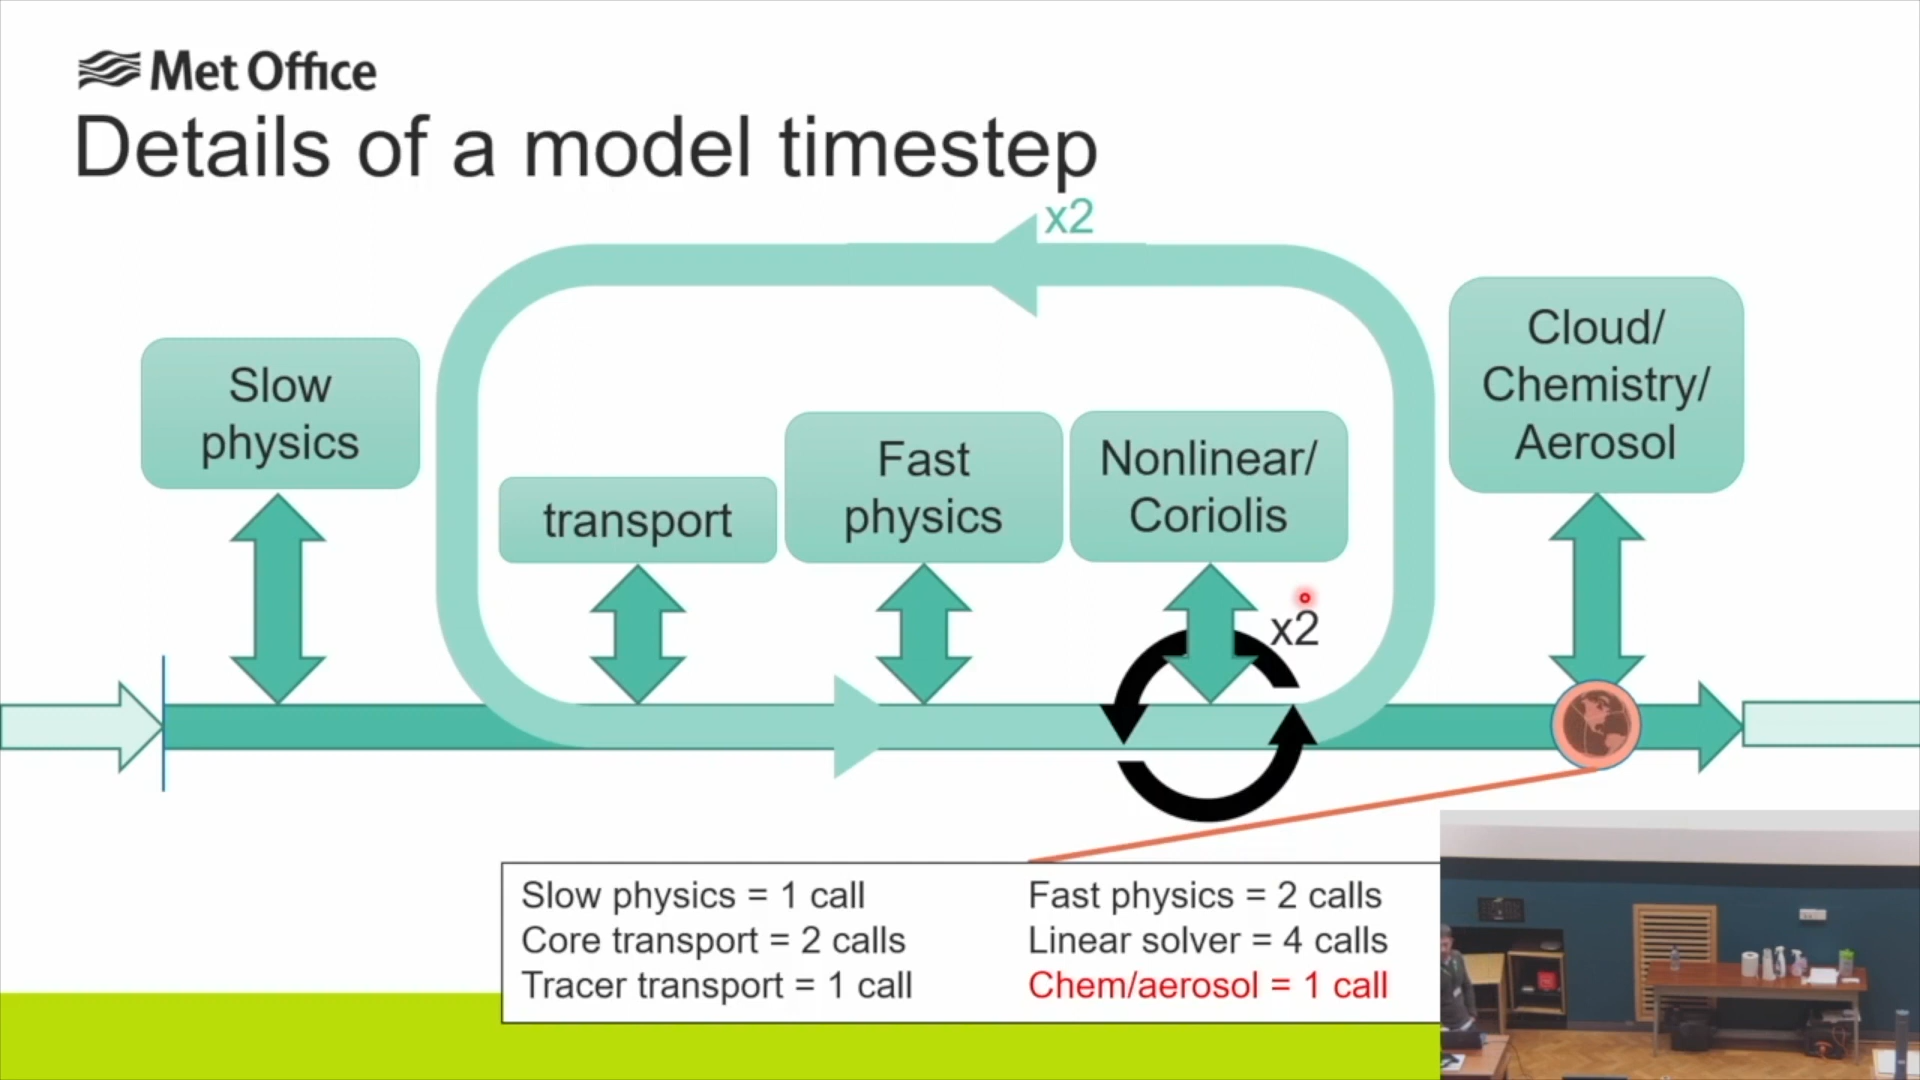 Met Office
Details of a model timestep
x2
Slow
physics
transport
Fast
physics
Nonlinear/
Coriolis
x2
Cloud/
Chemistry/
Aerosol
Slow physics = 1 call
Core transport = 2 calls
Tracer transport = 1 call
Fast physics = 2 calls
Linear solver = 4 calls
Chem/aerosol = 1 call